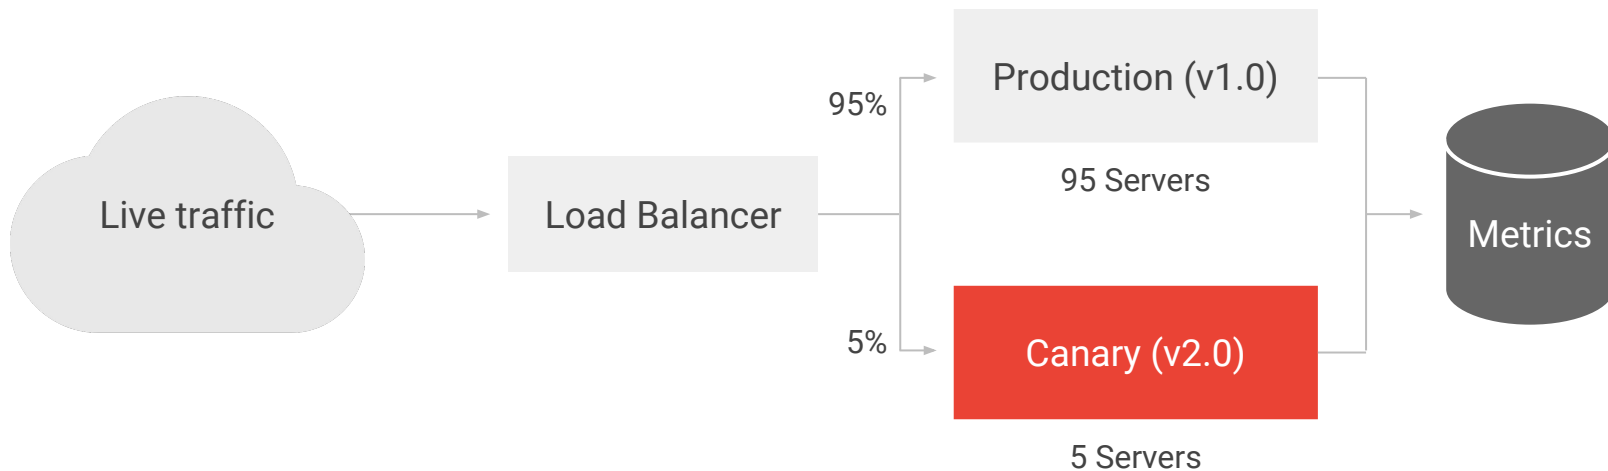 Live traffic
Load Balancer
95%
Production (v1.0)
95 Servers
5%
Canary (v2.0)
5 Servers
Metrics